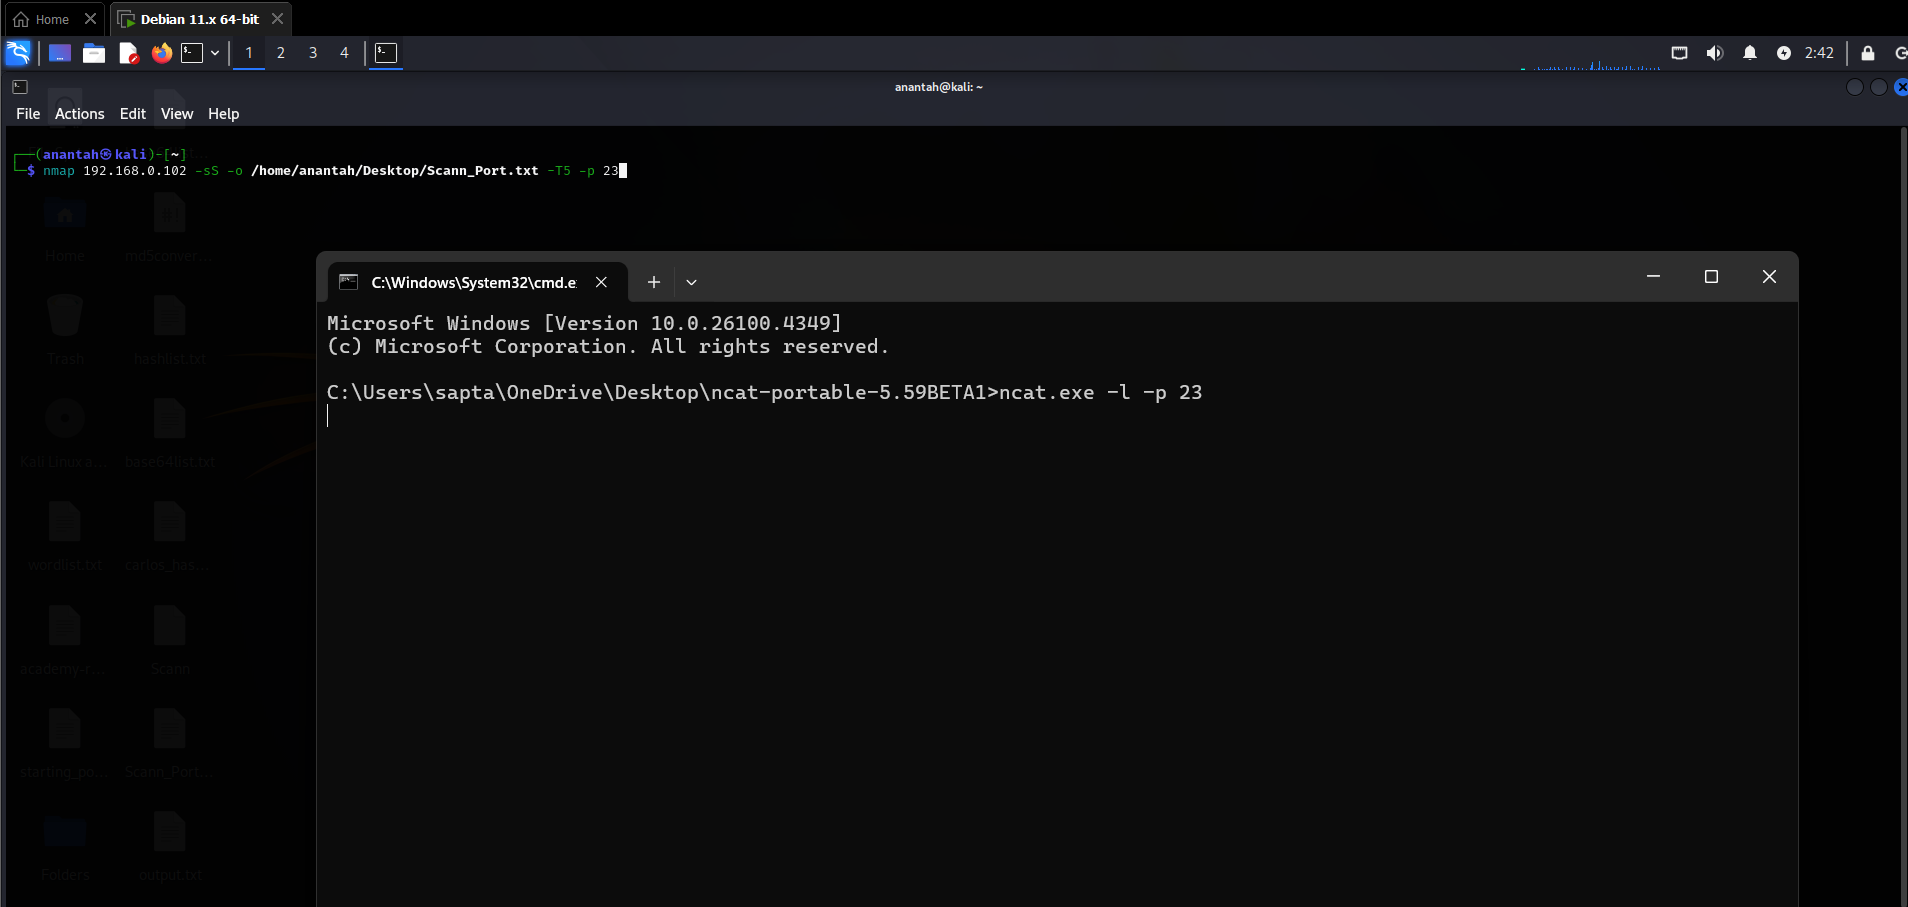 Home
Debian 11.x 64-bit
1 2 3 4
2:42
anantah@kali: ~
File Actions Edit View Help
┌──(anantah㉿kali)-[~]
└─$ nmap 192.168.0.102 -sS -o /home/anantah/Desktop/Scann_Port.txt -T5 -p 23
Home md5conver...
C:\Windows\System32\cmd.e
Microsoft Windows [Version 10.0.26100.4349]
(c) Microsoft Corporation. All rights reserved.
Trash hashlist.txt
C:\Users\sapta\OneDrive\Desktop\ncat-portable-5.59BETA1>ncat.exe -l -p 23
Kali Linux a... base64list.txt
wordlist.txt carlos_has...
academy-r... Scann
starting_po... Scann_Port...
Folders output.txt